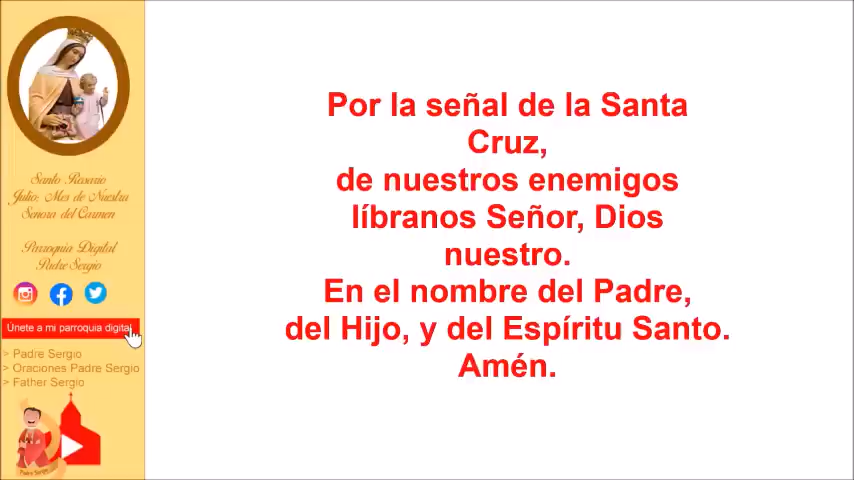 Santo Rosario
Julio: Mes de Nuestra
Señora del Carmen
Parroquia Digital
Padre Sergio
Únete a mi parroquia digital
> Padre Sergio
> Oraciones Padre Sergio
> Father Sergio
Padre Sergio
Por la señal de la Santa
Cruz,
de nuestros enemigos
líbranos Señor, Dios
nuestro.
En el nombre del Padre,
del Hijo, y del Espíritu Santo.
Amén.